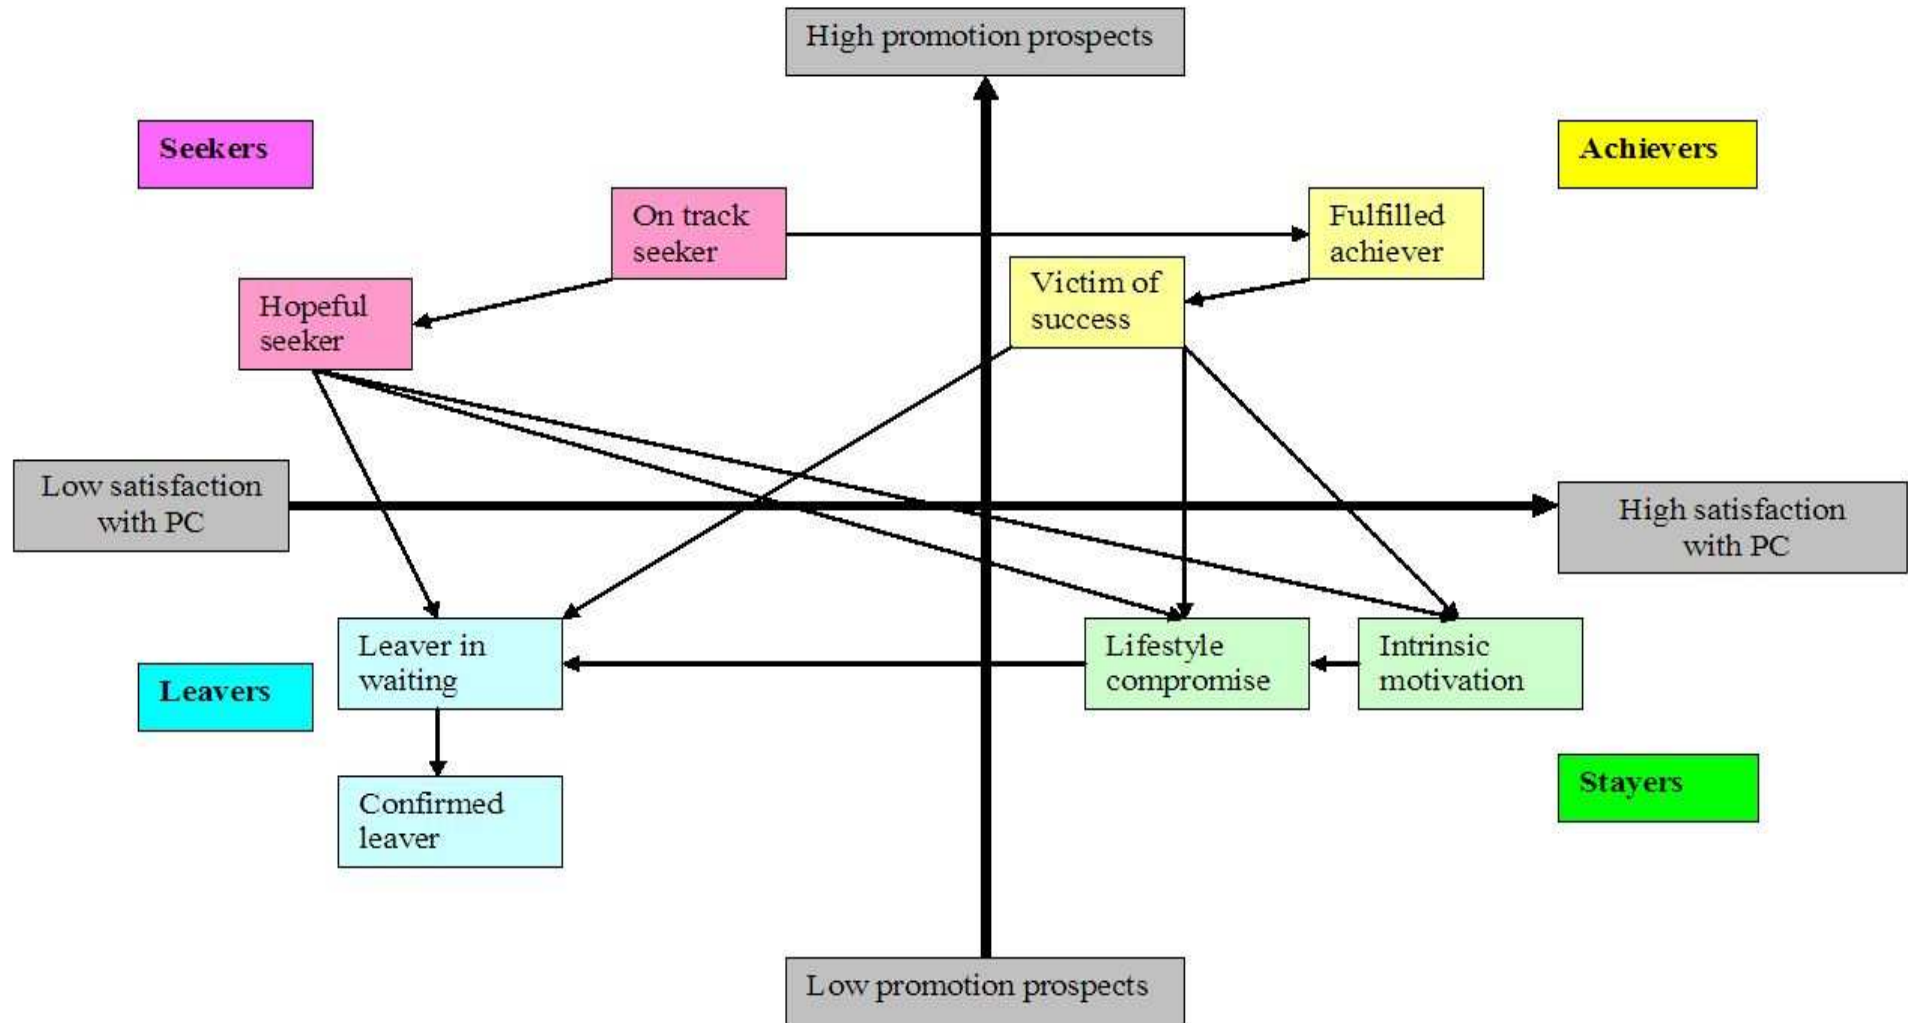 High promotion prospects
Seekers
Achievers
On track
seeker
Fulfilled
achiever
Hopeful
seeker
Victim of
success
Low satisfaction
with PC
High satisfaction
with PC
Leaver in
waiting
Lifestyle
compromise
Intrinsic
motivation
Leavers
Confirmed
leaver
Stayers
Low promotion prospects